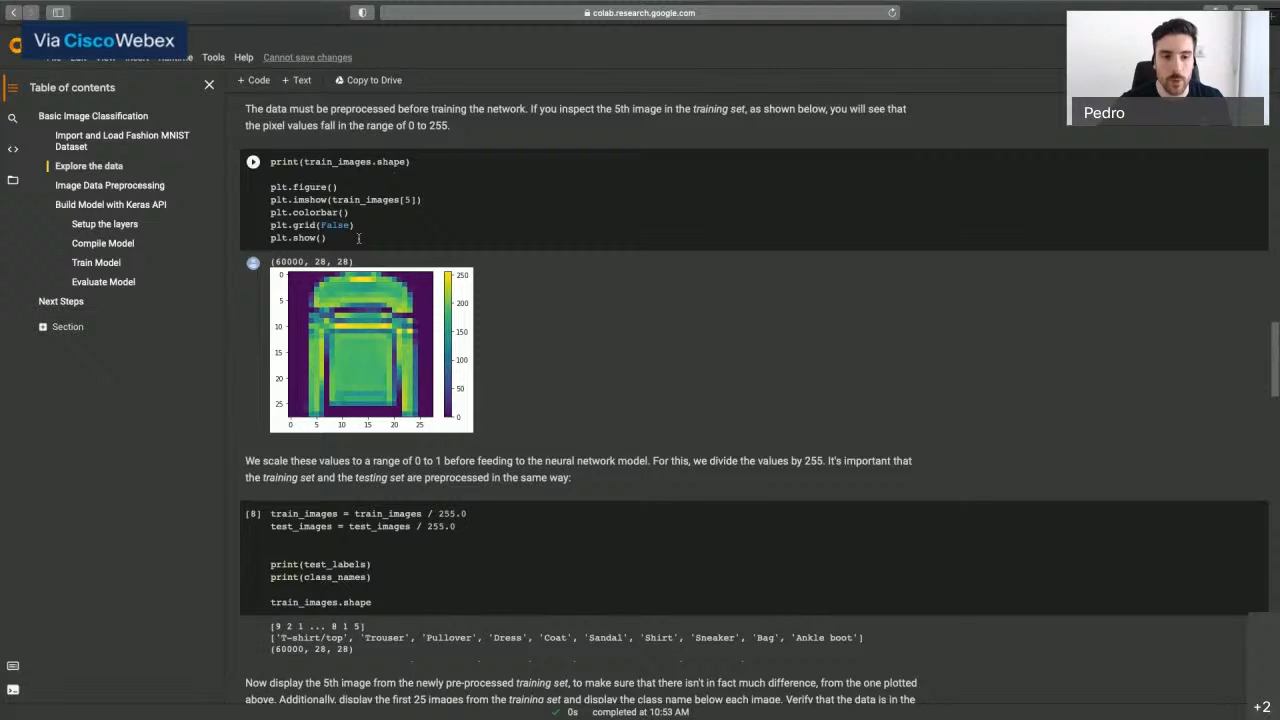 colab.research.google.com
Via CiscoWebex
Tools Help Cannot save changes
Pedro
Table of contents
+ Code + Text Copy to Drive
Basic Image Classification
Import and Load Fashion MNIST
Dataset
Explore the data
Image Data Preprocessing
Build Model with Keras API
Setup the layers
Compile Model
Train Model
Evaluate Model
Next Steps
Section
The data must be preprocessed before training the network. If you inspect the 5th image in the training set, as shown below, you will see that
the pixel values fall in the range of 0 to 255.
print(train_images.shape)
plt.figure()
plt.imshow(train_images[5])
plt.colorbar()
plt.grid(False)
plt.show()
(60000, 28, 28)
0
5
10
15
20
25
0 5 10 15 20 25
250
200
150
100
50
0
We scale these values to a range of 0 to 1 before feeding to the neural network model. For this, we divide the values by 255. It's important that
the training set and the testing set are preprocessed in the same way:
[8] train_images = train_images / 255.0
test_images = test_images / 255.0
print(test_labels)
print(class_names)
train_images.shape
[9 2 1 ... 8 1 5]
['T-shirt/top', 'Trouser', 'Pullover', 'Dress', 'Coat', 'Sandal', 'Shirt', 'Sneaker', 'Bag', 'Ankle boot']
(60000, 28, 28)
Now display the 5th image from the newly pre-processed training set, to make sure that there isn't in fact much difference, from the one plotted
above. Additionally, display the first 25 images from the training set and display the class name below each image. Verify that the data is in the
0s completed at 10:53 AM
+2